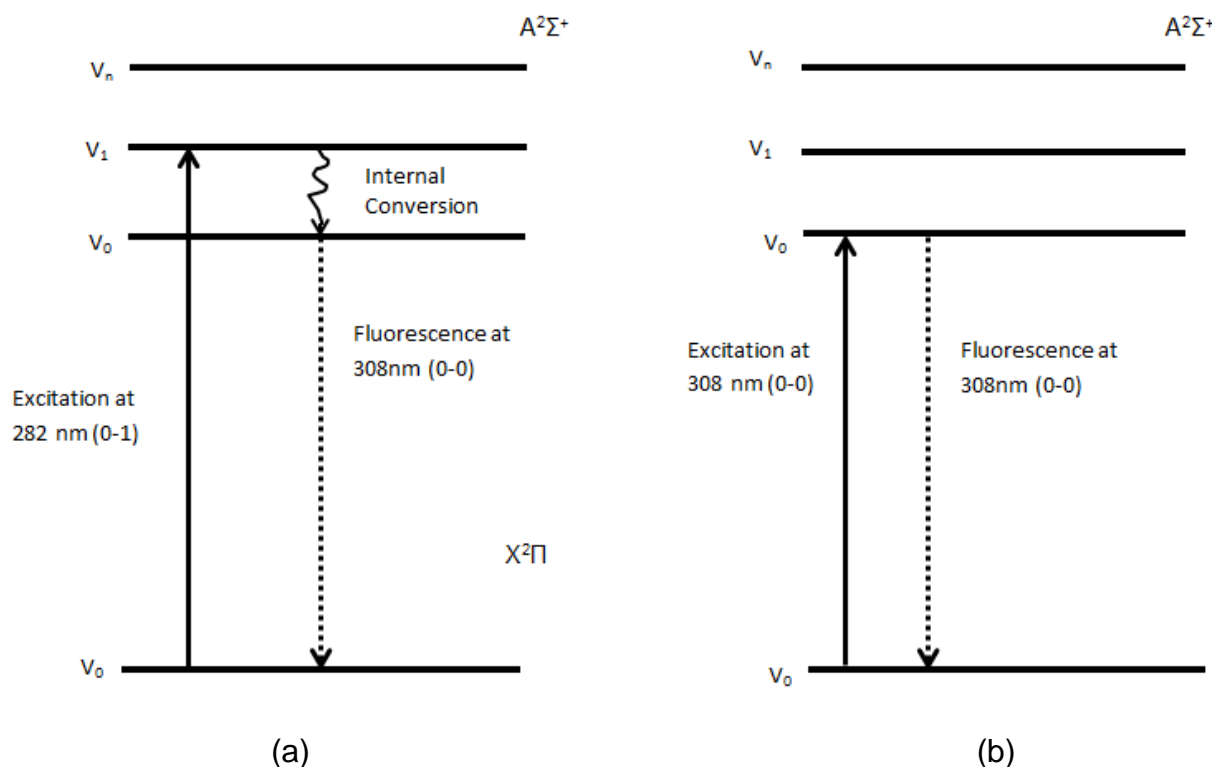 A²Σ⁺
Vₙ
V₁
Internal
Conversion
V₀
Fluorescence at
308nm (0-0)
Excitation at
282 nm (0-1)
X²Π
V₀
(a)
A²Σ⁺
Vₙ
V₁
V₀
Excitation at
308 nm (0-0)
Fluorescence at
308nm (0-0)
V₀
(b)